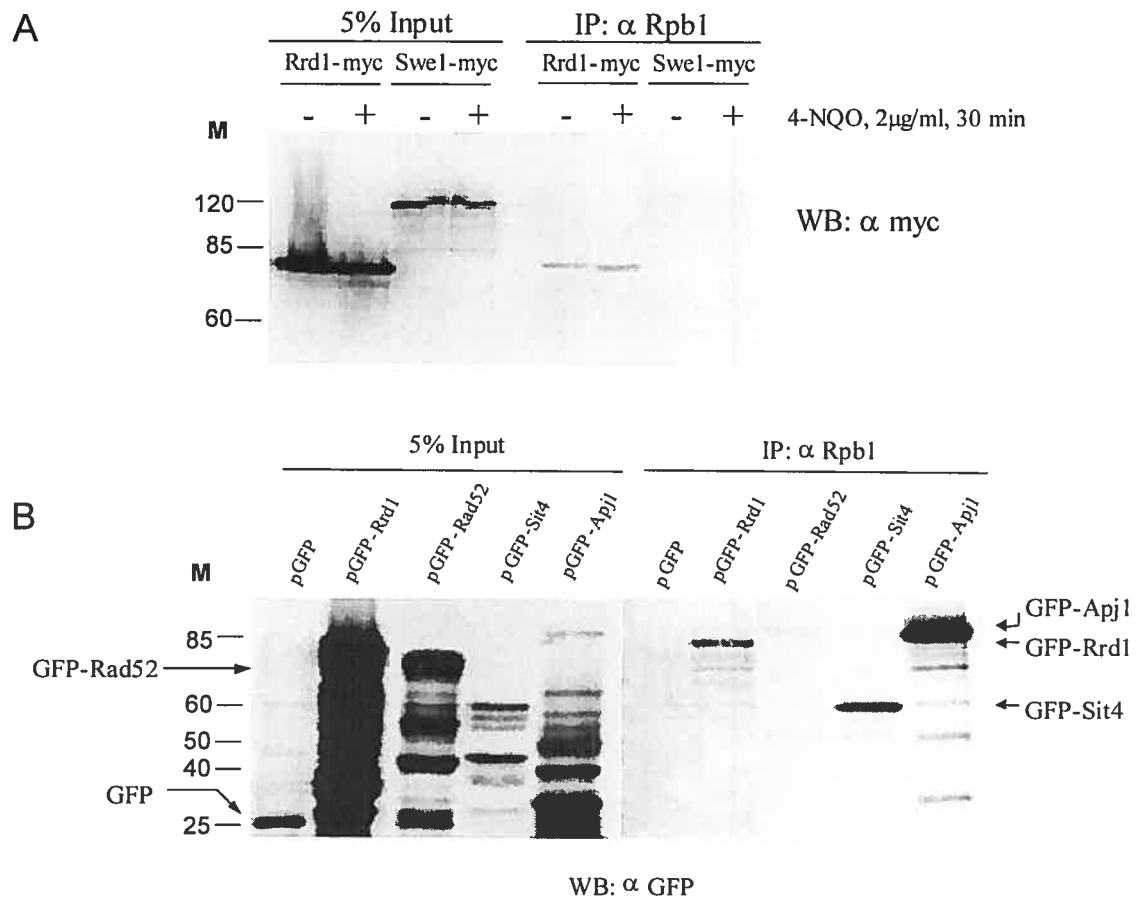 A
5% Input
IP: α Rpb1
Rrd1-myc
Swe1-myc
Rrd1-myc
Swe1-myc
M
-
+
-
+
-
+
-
+
4-NQO, 2µg/ml, 30 min
120
85
60
WB: α myc
B
5% Input
IP: α Rpb1
M
pGFP
pGFP-Rrd1
pGFP-Rad52
pGFP-Sit4
pGFP-Apj1
pGFP
pGFP-Rrd1
pGFP-Rad52
pGFP-Sit4
pGFP-Apj1
85
GFP-Rad52
60
50
40
GFP
25
GFP-Apj1
GFP-Rrd1
GFP-Sit4
WB: α GFP